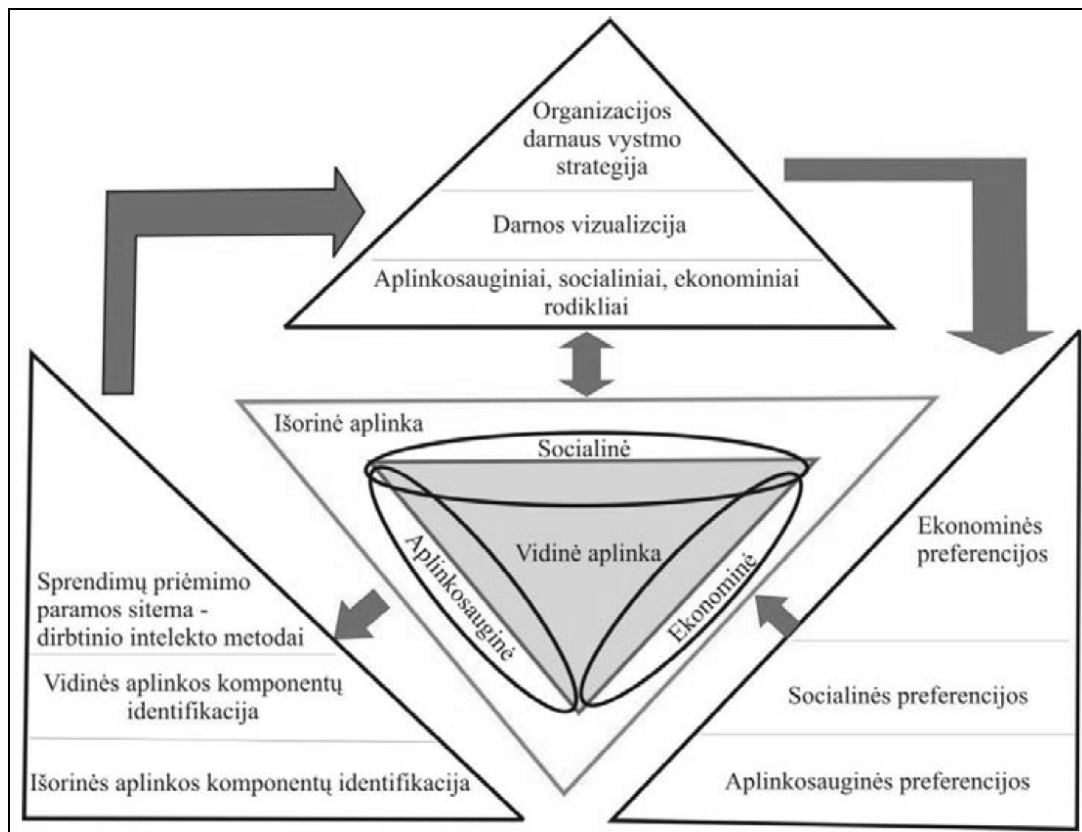 Organizacijos
darnaus vystmo
strategija
Darnos vizualizcija
Aplinkosauginiai, socialiniai, ekonominiai
rodikliai
Išorinė aplinka
Socialinė
Aplinkosauginė
Vidinė aplinka
Ekonominė
Sprendimų priėmimo
paramos sitema -
dirbtinio intelekto metodai
Vidinės aplinkos komponentų
identifikacija
Išorinės aplinkos komponentų identifikacija
Ekonominės
preferencijos
Socialinės preferencijos
Aplinkosauginės preferencijos